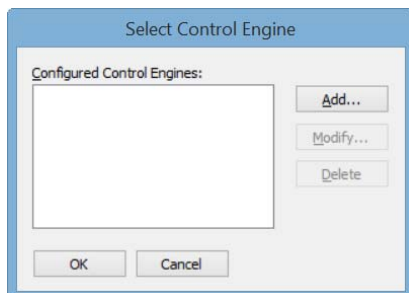 Select Control Engine
Configured Control Engines:
Add...
Modify...
Delete
OK Cancel